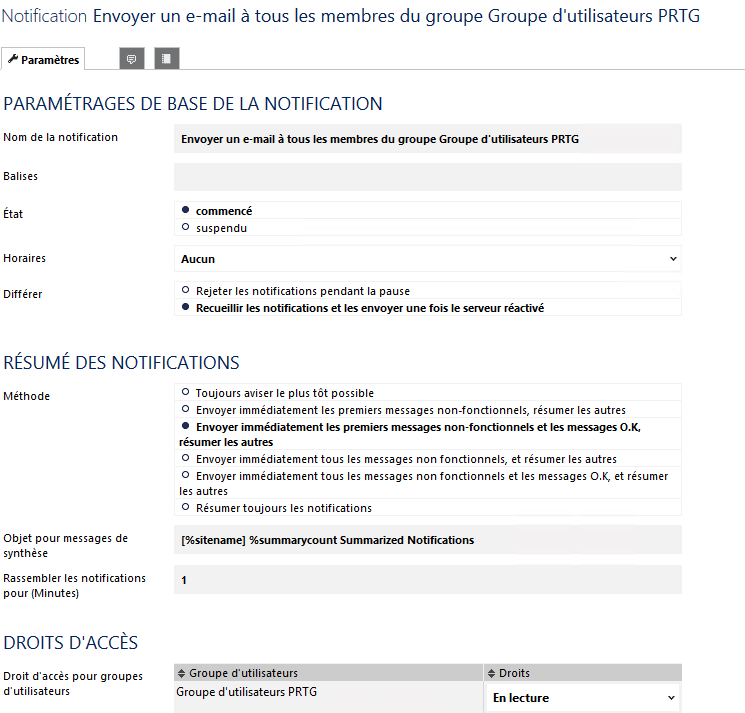 Notification Envoyer un e-mail à tous les membres du groupe Groupe d'utilisateurs PRTG
Paramètres
PARAMÉTRAGES DE BASE DE LA NOTIFICATION
Nom de la notification
Envoyer un e-mail à tous les membres du groupe Groupe d'utilisateurs PRTG
Balises
État
commencé
suspendu
Horaires
Aucun
Différer
Rejeter les notifications pendant la pause
Recueillir les notifications et les envoyer une fois le serveur réactivé
RÉSUMÉ DES NOTIFICATIONS
Méthode
Toujours aviser le plus tôt possible
Envoyer immédiatement les premiers messages non-fonctionnels, résumer les autres
Envoyer immédiatement les premiers messages non-fonctionnels et les messages O.K,
résumer les autres
Envoyer immédiatement tous les messages non fonctionnels, et résumer les autres
Envoyer immédiatement tous les messages non fonctionnels et les messages O.K, et résumer
les autres
Résumer toujours les notifications
Objet pour messages de
synthèse
[%sitename] %summarycount Summarized Notifications
Rassembler les notifications
pour (Minutes)
1
DROITS D'ACCÈS
Droit d'accès pour groupes
d'utilisateurs
Groupe d'utilisateurs
Droits
Groupe d'utilisateurs PRTG
En lecture